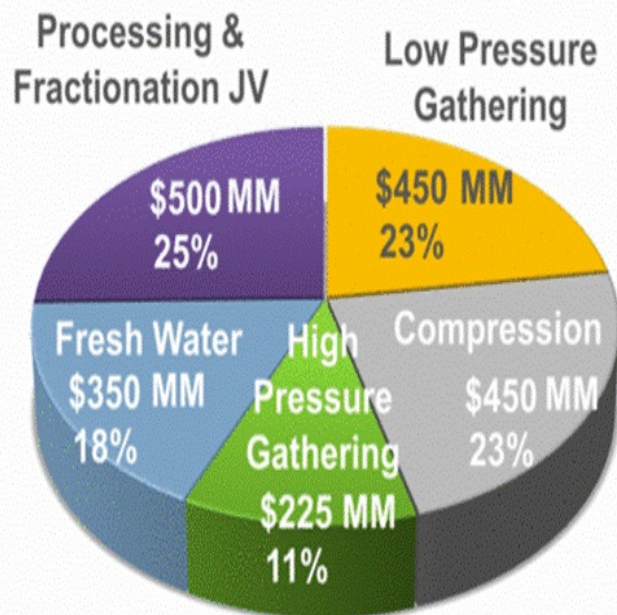 Processing &
Fractionation JV
Low Pressure
Gathering
$500 MM
25%
$450 MM
23%
Fresh Water
$350 MM
18%
High
Pressure
Gathering
$225 MM
11%
Compression
$450 MM
23%